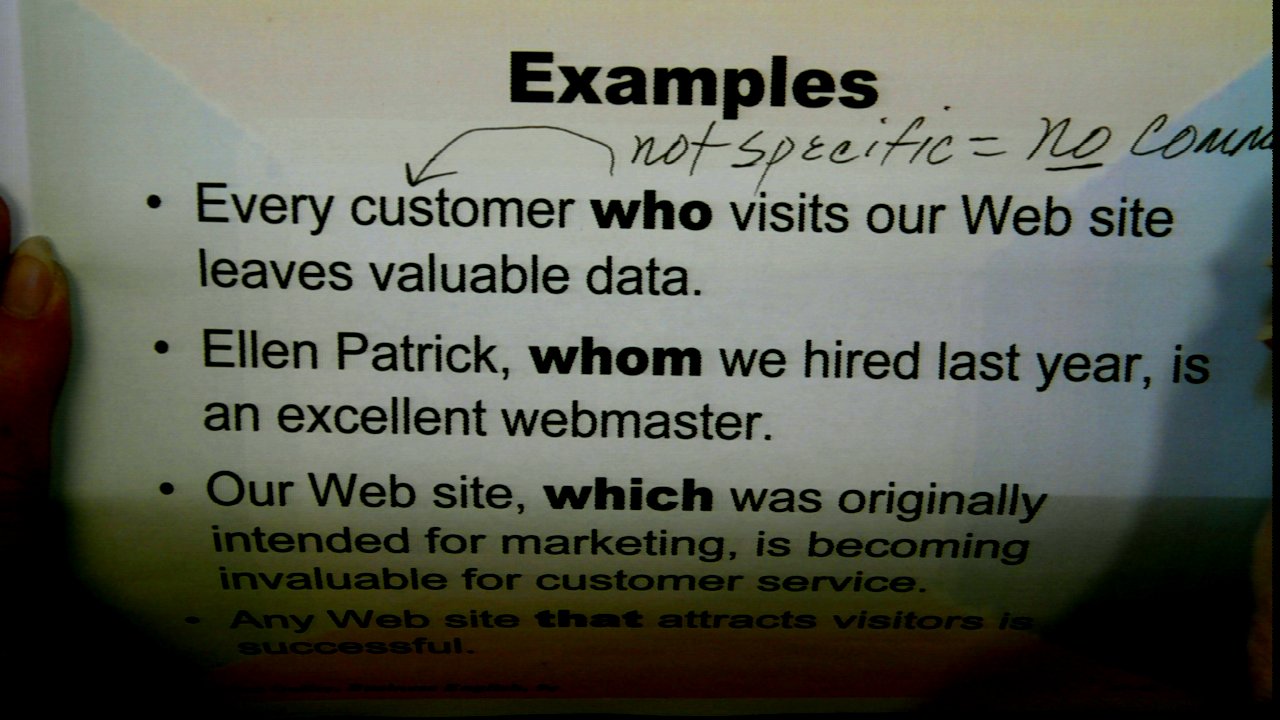 Examples
not specific = no Comm
• Every customer who visits our Web site
leaves valuable data.
• Ellen Patrick, whom we hired last year, is
an excellent webmaster.
• Our Web site, which was originally
intended for marketing, is becoming
invaluable for customer service.
• Any Web site that attracts visitors is
successful.